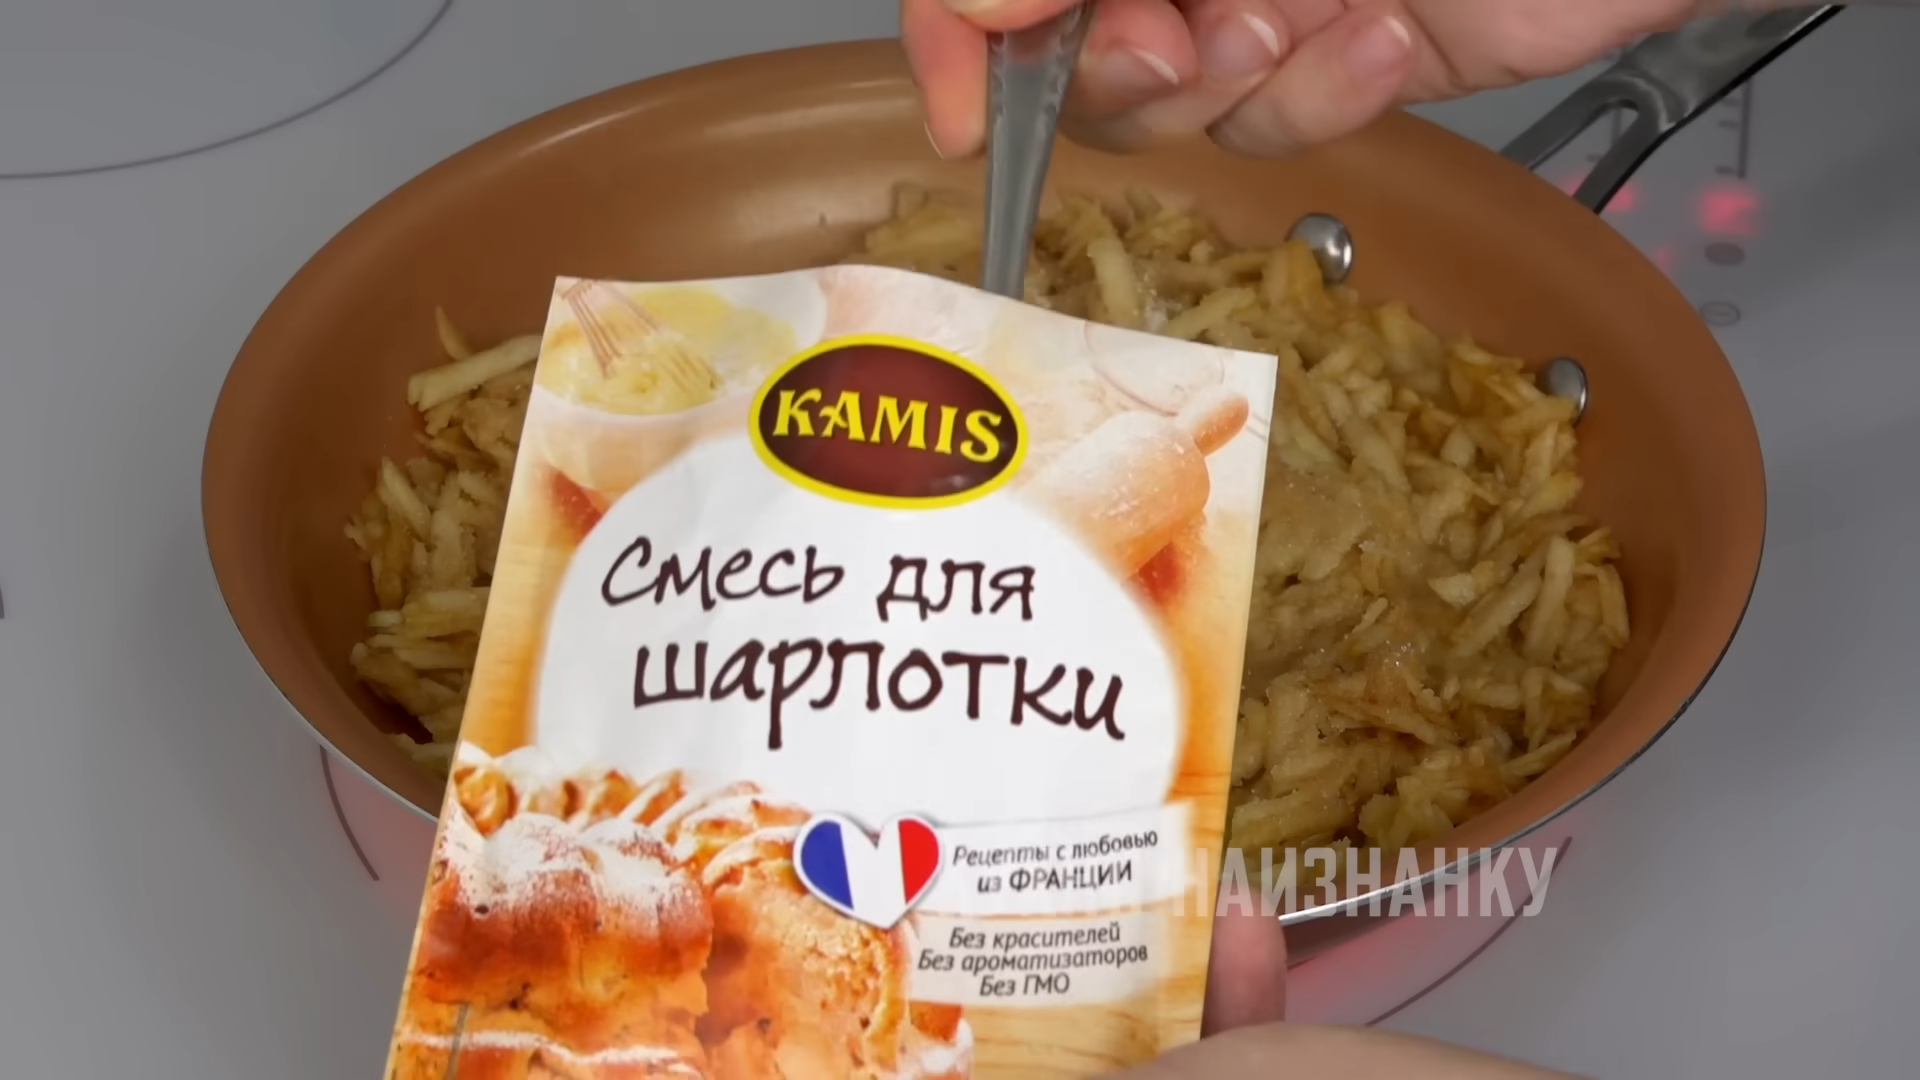 KAMIS
Смесь для
шарлотки
Рецепты с любовью
из ФРАНЦИИ
НАИЗНАНКУ
Без красителей
Без ароматизаторов
Без ГМО